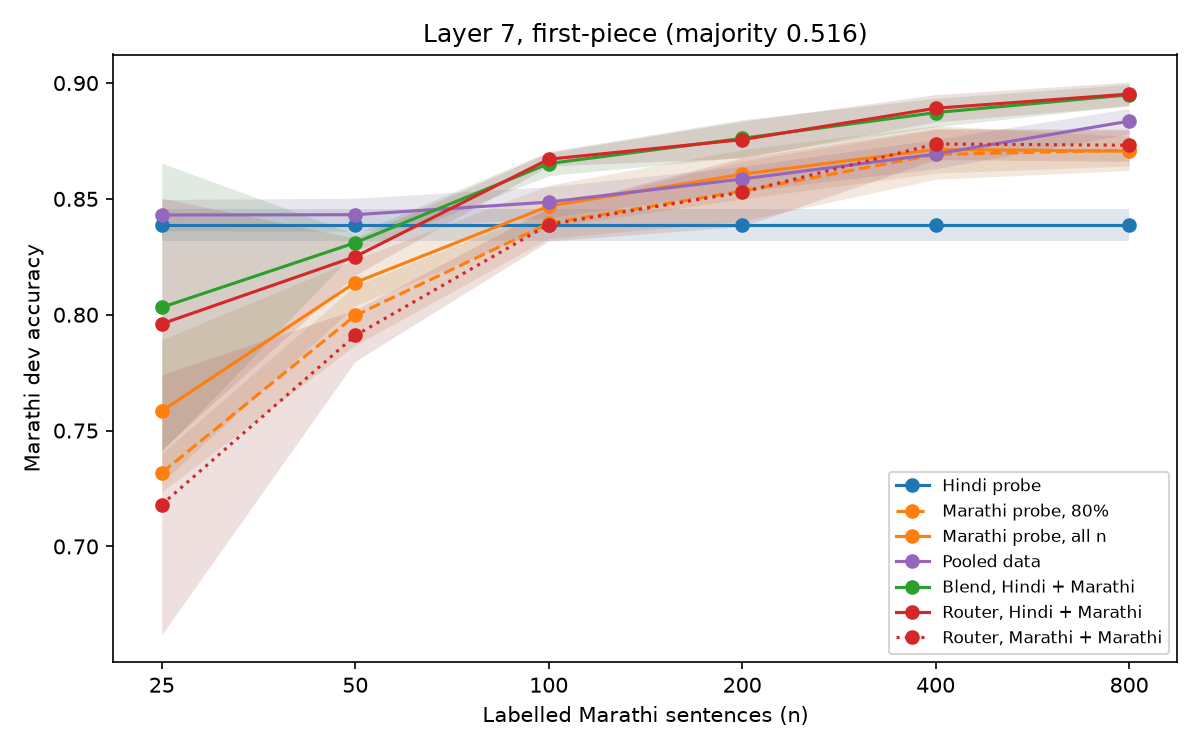 Layer 7, first-piece (majority 0.516)
Marathi dev accuracy
0.90
0.85
0.80
0.75
0.70
25 50 100 200 400 800
Labelled Marathi sentences (n)
Hindi probe
Marathi probe, 80%
Marathi probe, all n
Pooled data
Blend, Hindi + Marathi
Router, Hindi + Marathi
Router, Marathi + Marathi